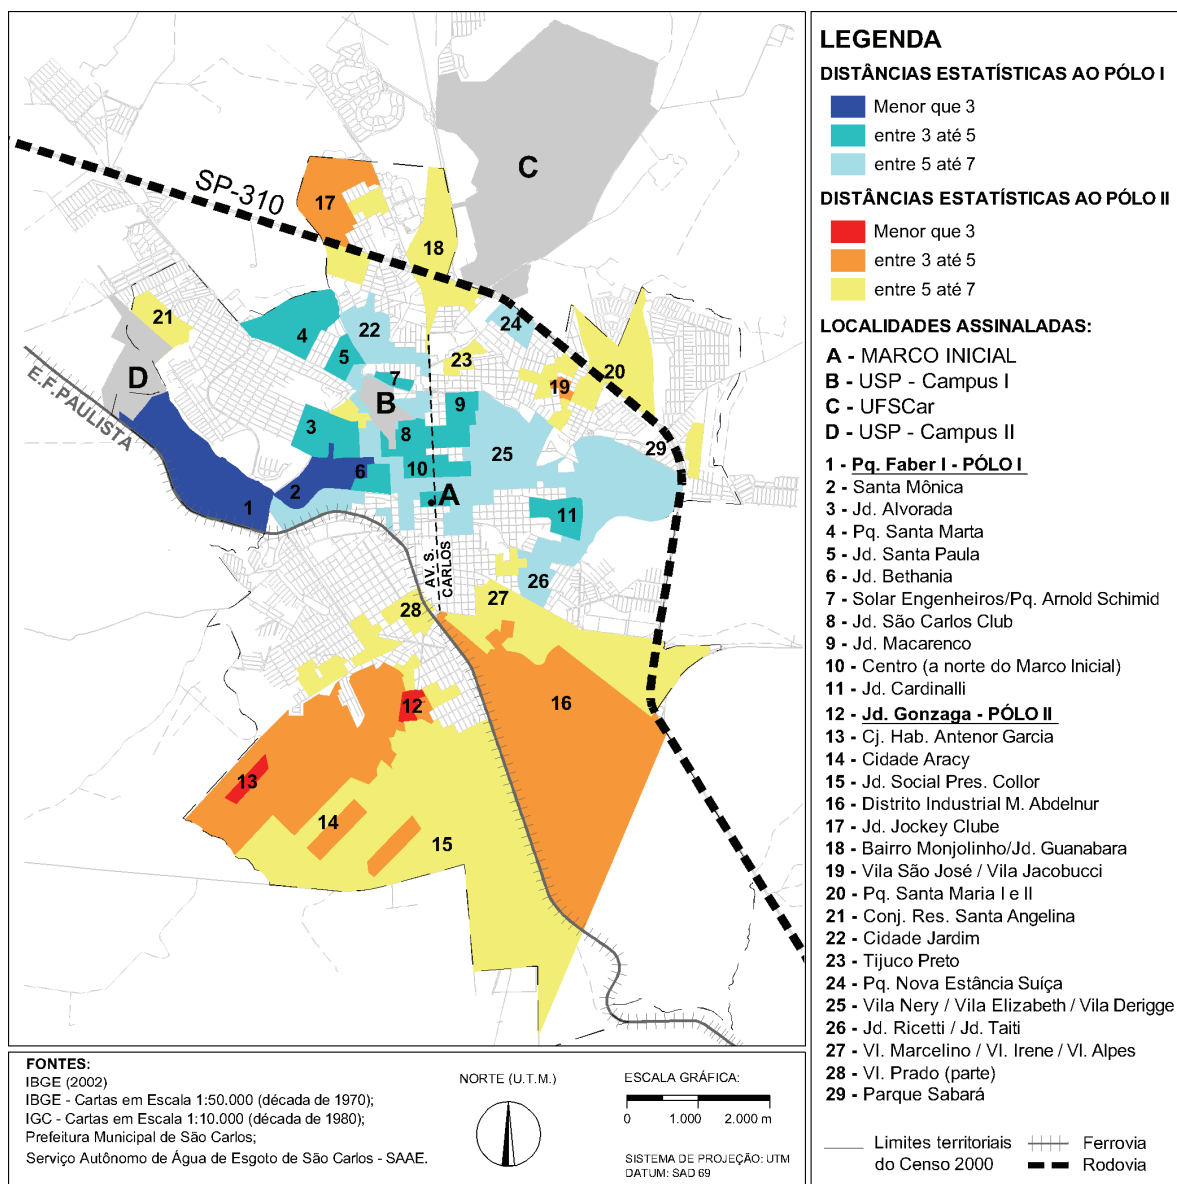 SP-310
17
18
C
21
4
22
24
5
23
7
19
20
D
B
9
E.F.PAULISTA
3
8
25
29
6
10
2
A
1
11
AV. S.
CARLOS
26
27
28
12
16
13
14
15
LEGENDA
DISTÂNCIAS ESTATÍSTICAS AO PÓLO I
Menor que 3
entre 3 até 5
entre 5 até 7
DISTÂNCIAS ESTATÍSTICAS AO PÓLO II
Menor que 3
entre 3 até 5
entre 5 até 7
LOCALIDADES ASSINALADAS:
A - MARCO INICIAL
B - USP - Campus I
C - UFSCar
D - USP - Campus II
1 - Pq. Faber I - PÓLO I
2 - Santa Mônica
3 - Jd. Alvorada
4 - Pq. Santa Marta
5 - Jd. Santa Paula
6 - Jd. Bethania
7 - Solar Engenheiros/Pq. Arnold Schimid
8 - Jd. São Carlos Club
9 - Jd. Macarenco
10 - Centro (a norte do Marco Inicial)
11 - Jd. Cardinalli
12 - Jd. Gonzaga - PÓLO II
13 - Cj. Hab. Antenor Garcia
14 - Cidade Aracy
15 - Jd. Social Pres. Collor
16 - Distrito Industrial M. Abdelnur
17 - Jd. Jockey Clube
18 - Bairro Monjolinho/Jd. Guanabara
19 - Vila São José / Vila Jacobucci
20 - Pq. Santa Maria I e II
21 - Conj. Res. Santa Angelina
22 - Cidade Jardim
23 - Tijuco Preto
24 - Pq. Nova Estância Suíça
25 - Vila Nery / Vila Elizabeth / Vila Derigge
26 - Jd. Ricetti / Jd. Taiti
27 - Vl. Marcelino / Vl. Irene / Vl. Alpes
28 - Vl. Prado (parte)
29 - Parque Sabará
Limites territoriais
do Censo 2000
Ferrovia
Rodovia
FONTES:
IBGE (2002)
IBGE - Cartas em Escala 1:50.000 (década de 1970);
IGC - Cartas em Escala 1:10.000 (década de 1980);
Prefeitura Municipal de São Carlos;
Serviço Autônomo de Água de Esgoto de São Carlos - SAAE.
NORTE (U.T.M.)
ESCALA GRÁFICA:
0 1.000 2.000 m
SISTEMA DE PROJEÇÃO: UTM
DATUM: SAD 69